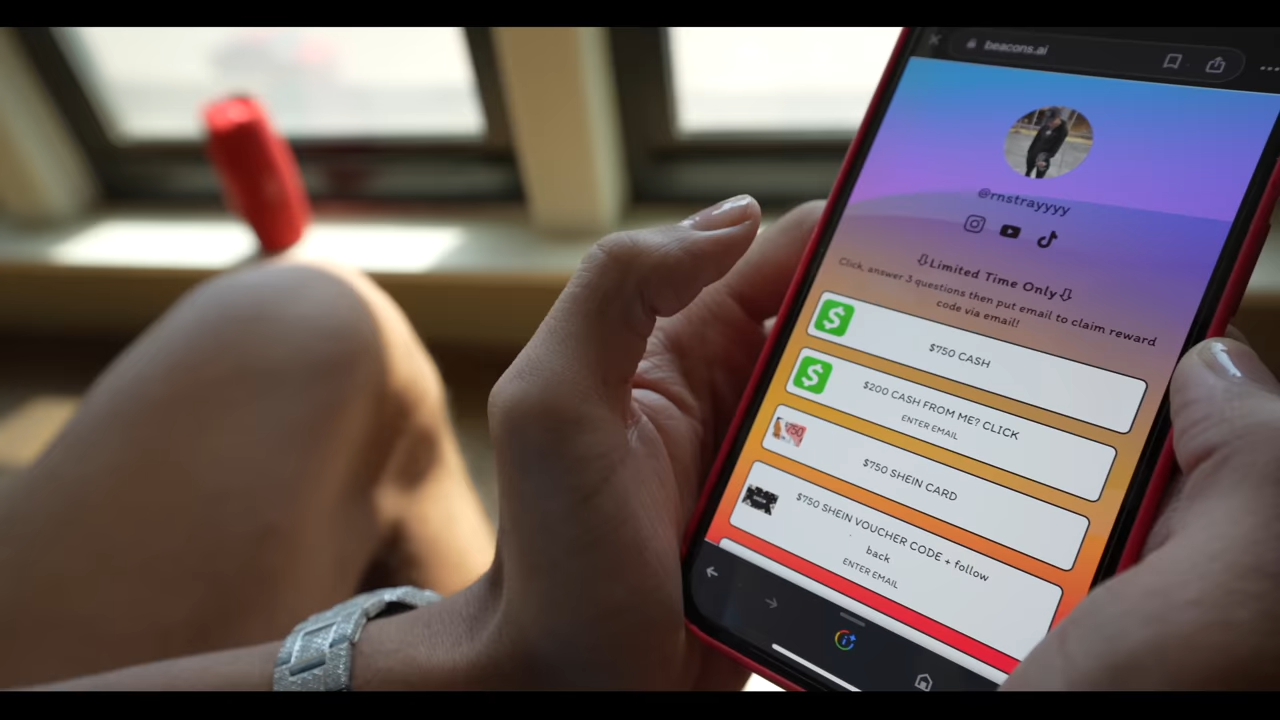 beacons.ai
@rnstrayyyy
⇩Limited Time Only⇩
Click, answer 3 questions then put email to claim reward
code via email!
$750 CASH
$200 CASH FROM ME? CLICK
ENTER EMAIL
$750 SHEIN CARD
$750 SHEIN VOUCHER CODE + follow
back
ENTER EMAIL